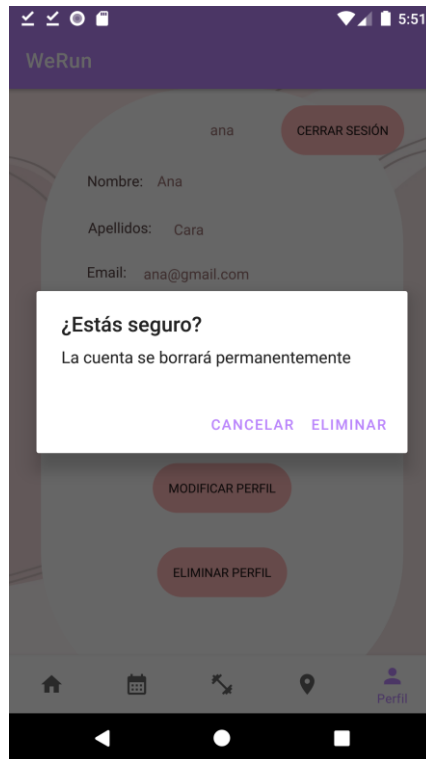 5:51
WeRun
ana
CERRAR SESIÓN
Nombre: Ana
Apellidos: Cara
Email: ana@gmail.com
¿Estás seguro?
La cuenta se borrará permanentemente
CANCELAR ELIMINAR
MODIFICAR PERFIL
ELIMINAR PERFIL
Perfil